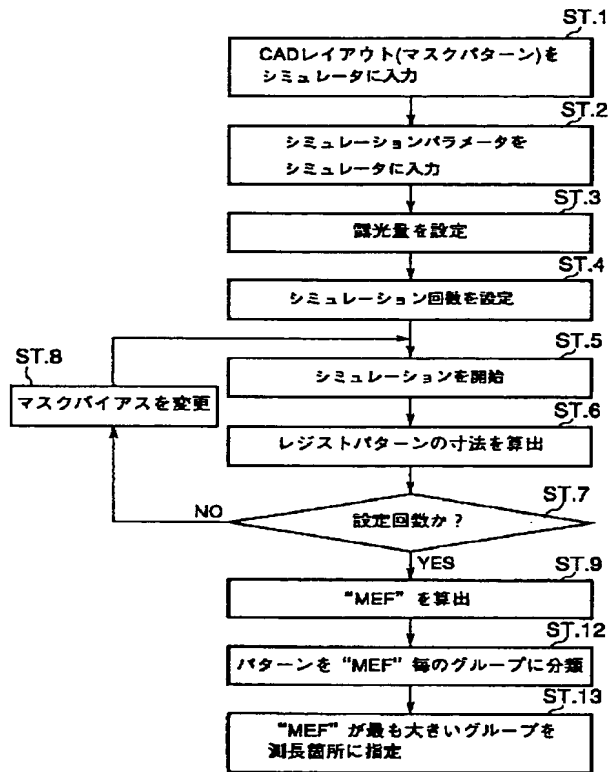 ST.1
CADレイアウト(マスクパターン)を
シミュレータに入力
ST.2
シミュレーションパラメータを
シミュレータに入力
ST.3
露光量を設定
ST.4
シミュレーション回数を設定
ST.5
シミュレーションを開始
ST.8
マスクバイアスを変更
ST.6
レジストパターンの寸法を算出
ST.7
設定回数か？
NO
YES
ST.9
“MEF” を算出
ST.12
パターンを “MEF” 毎のグループに分類
ST.13
“MEF” が最も大きいグループを
測長箇所に指定